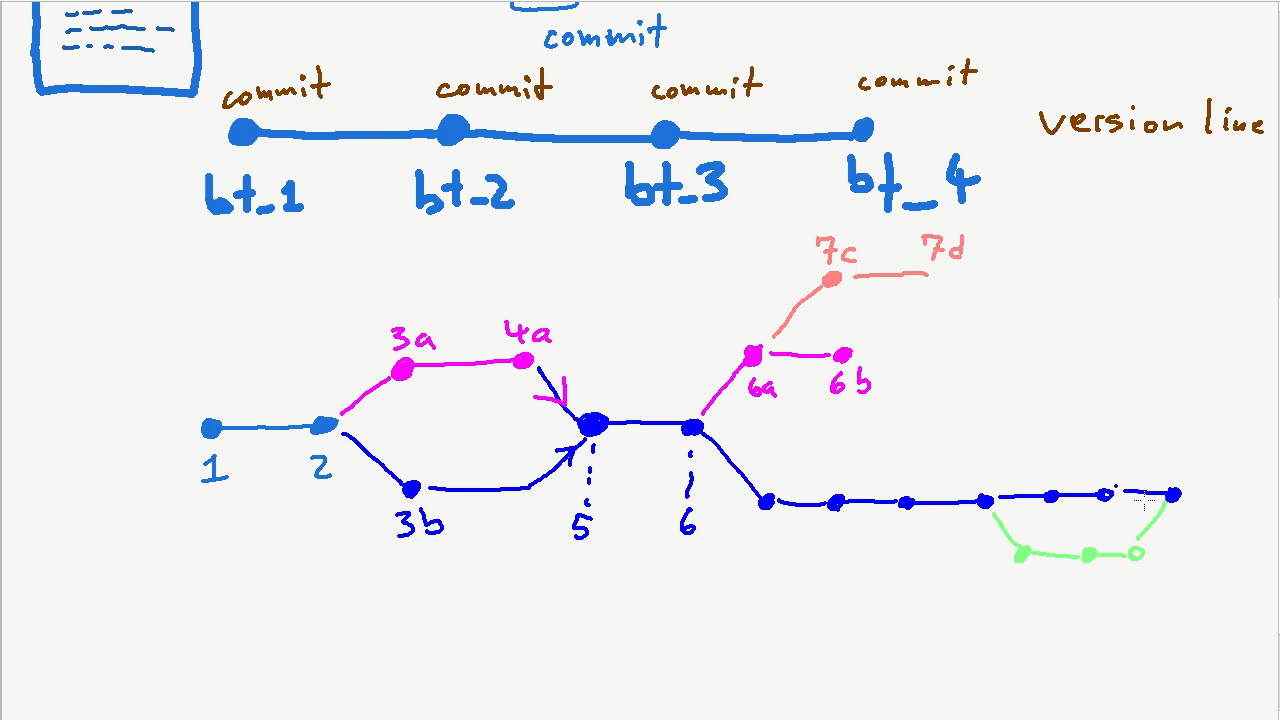 commit
commit commit commit commit
version line
bt_1 bt_2 bt_3 bt_4
7c 7d
3a 4a
6a 6b
1 2
3b 5 6